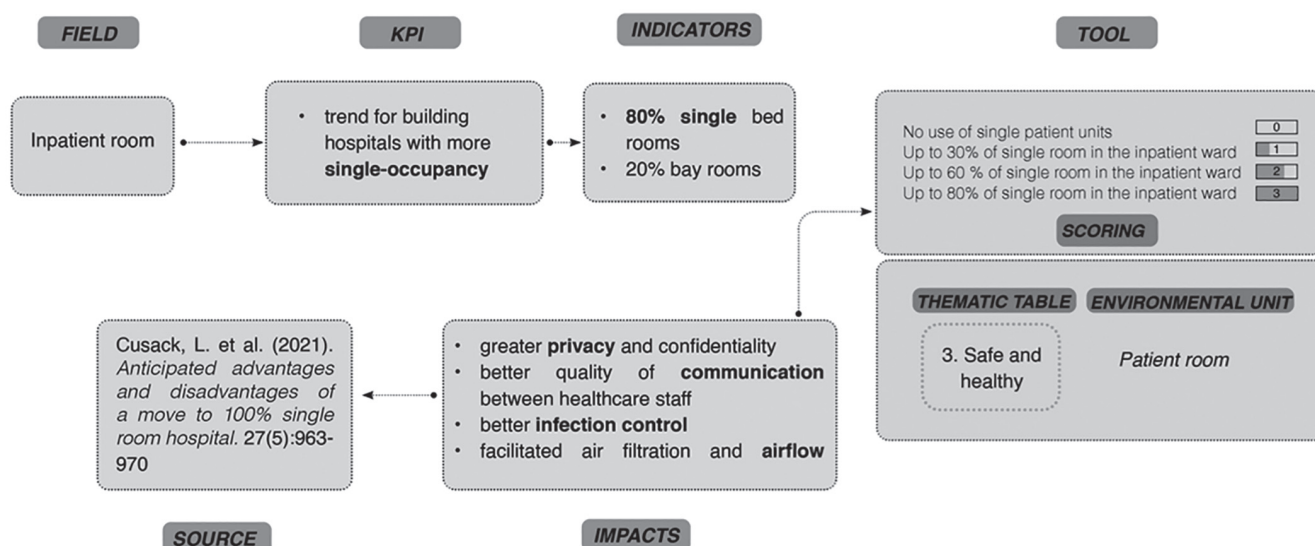 FIELD
KPI
INDICATORS
TOOL
Inpatient room
• trend for building
hospitals with more
single-occupancy
• 80% single bed
rooms
• 20% bay rooms
No use of single patient units 0
Up to 30% of single room in the inpatient ward 1
Up to 60 % of single room in the inpatient ward 2
Up to 80% of single room in the inpatient ward 3
SCORING
THEMATIC TABLE
ENVIRONMENTAL UNIT
3. Safe and
healthy
Patient room
Cusack, L. et al. (2021).
Anticipated advantages
and disadvantages of
a move to 100% single
room hospital. 27(5):963-
970
• greater privacy and confidentiality
• better quality of communication
between healthcare staff
• better infection control
• facilitated air filtration and airflow
SOURCE
IMPACTS